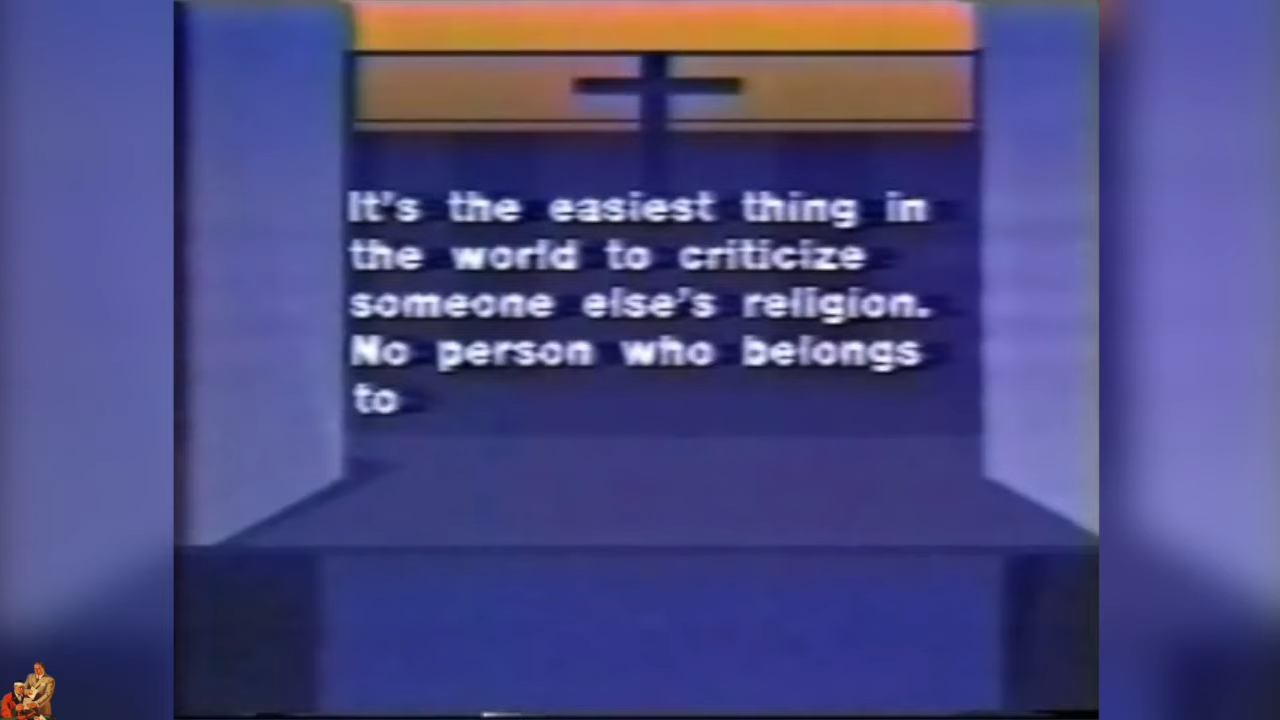 It's the easiest thing in
the world to criticize
someone else's religion.
No person who belongs
to